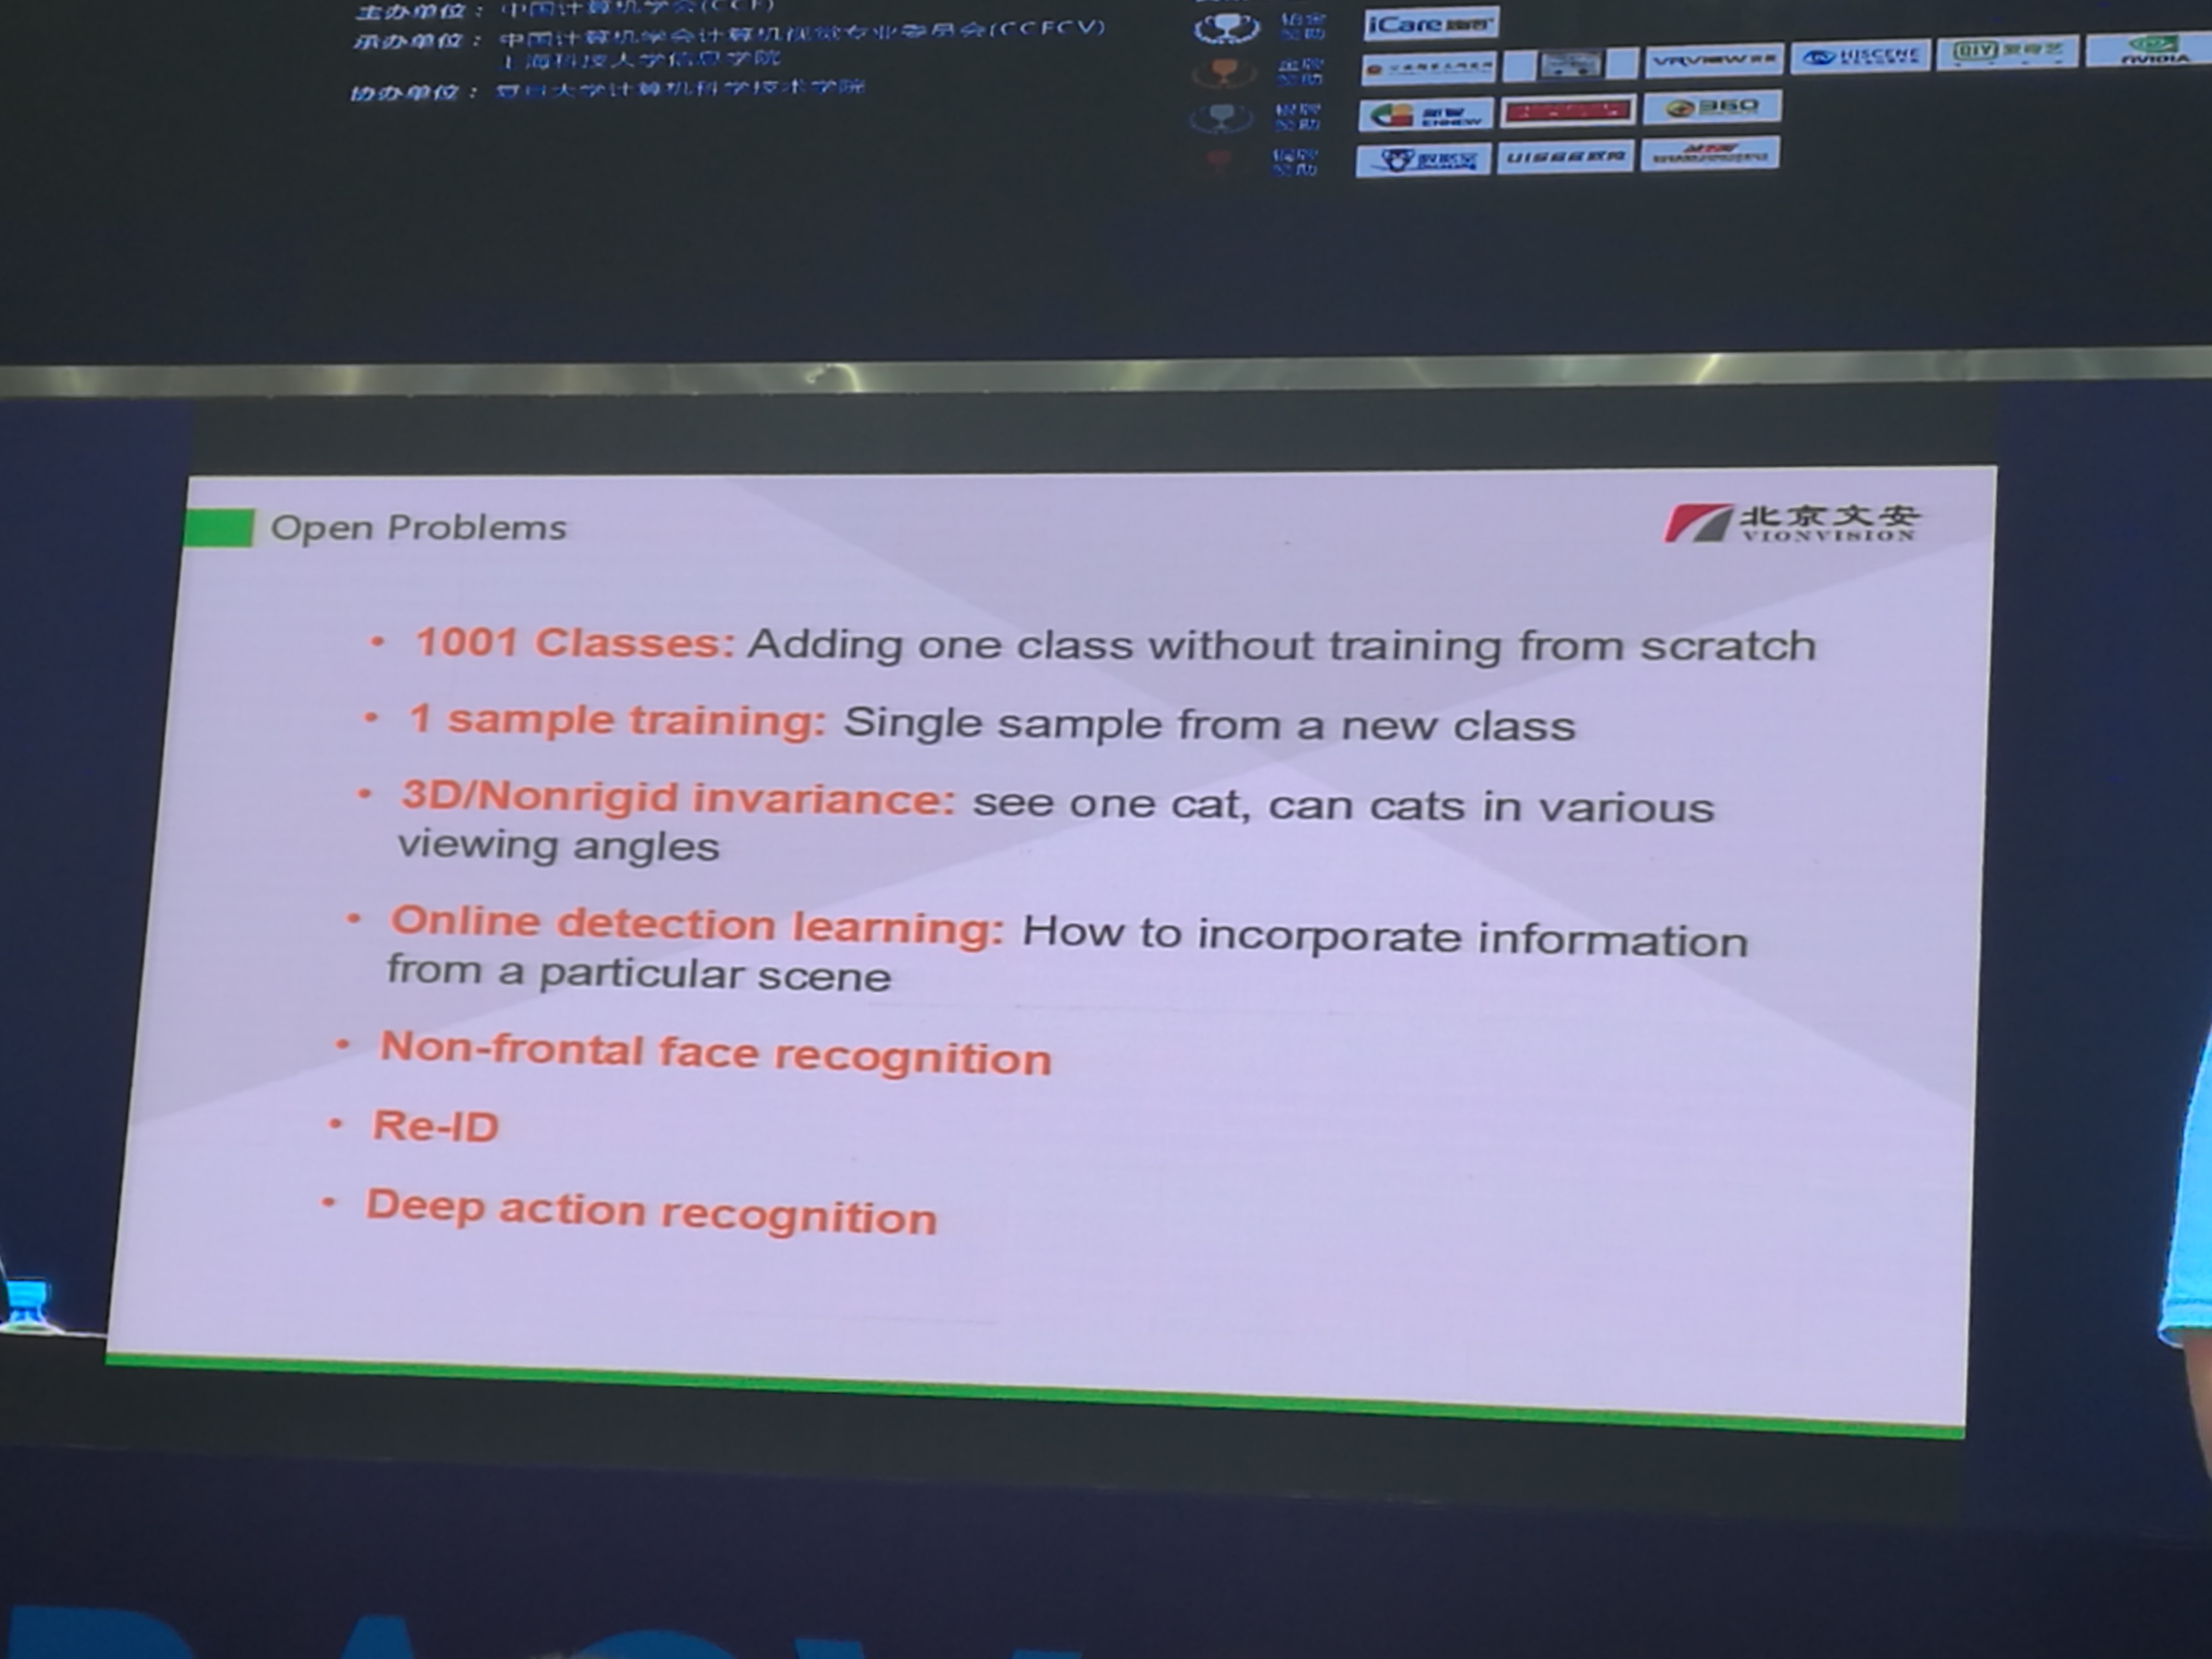 主办单位：中国计算机学会(CCF)
承办单位：中国计算机学会计算机视觉专业委员会(CCFCV)
上海科技大学信息学院
协办单位：复旦大学计算机科学技术学院
iCare
VRVIEW
HISCENE
QIY 爱奇艺
NVIDIA
ENNEW
360
UISEE
Open Problems
北京文安
VIONVISION
• 1001 Classes: Adding one class without training from scratch
• 1 sample training: Single sample from a new class
• 3D/Nonrigid invariance: see one cat, can cats in various
viewing angles
• Online detection learning: How to incorporate information
from a particular scene
• Non-frontal face recognition
• Re-ID
• Deep action recognition